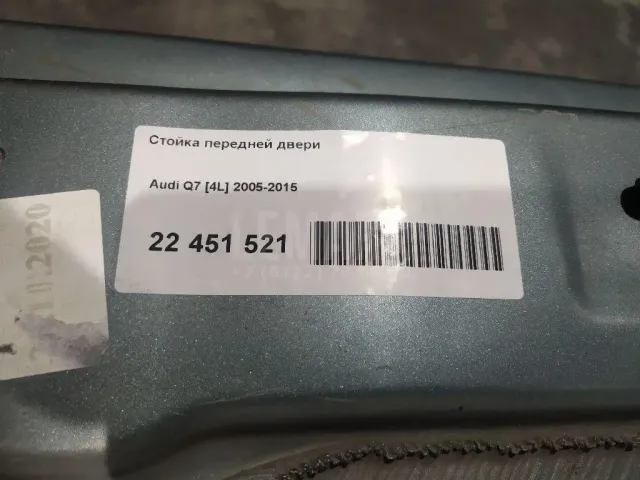 Стойка передней двери
Audi Q7 [4L] 2005-2015
22 451 521